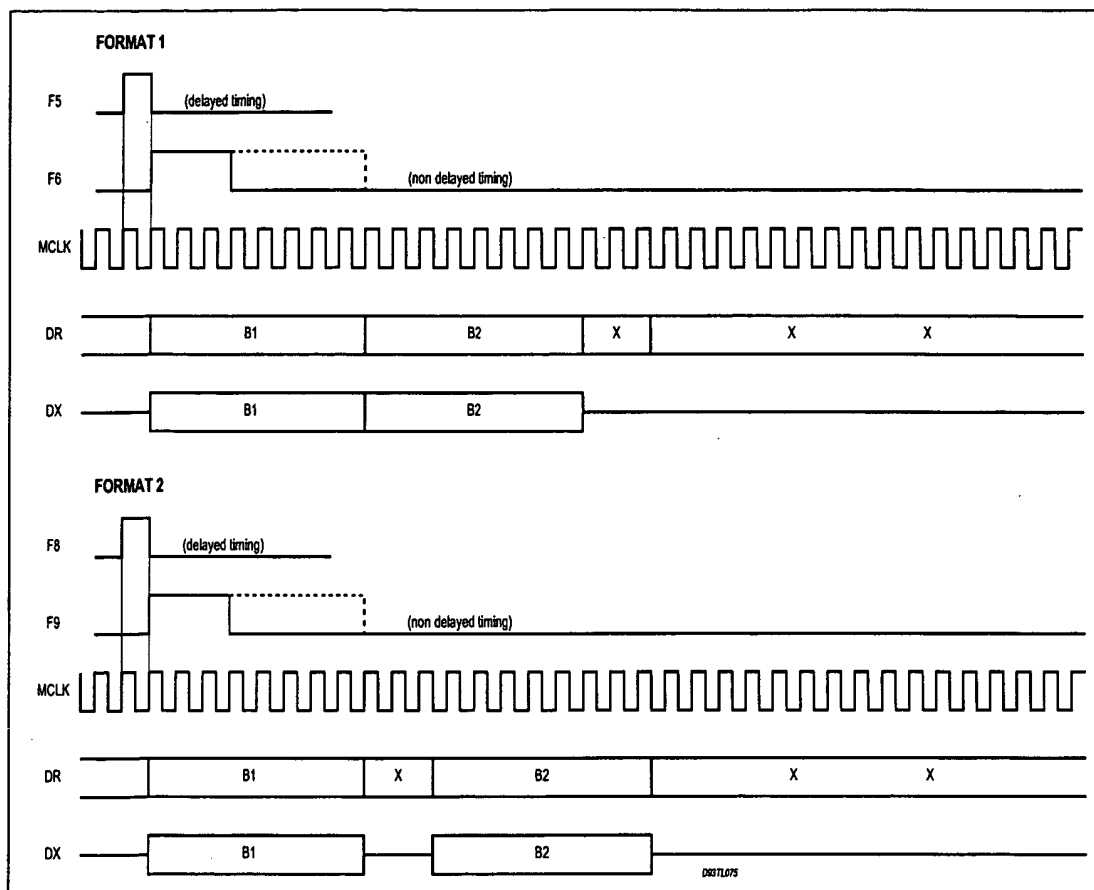 FORMAT 1
F5 (delayed timing)
F6 (non delayed timing)
MCLK
DR B1 B2 X X X
DX B1 B2
FORMAT 2
F8 (delayed timing)
F9 (non delayed timing)
MCLK
DR B1 X B2 X X
DX B1 B2
D93TL075